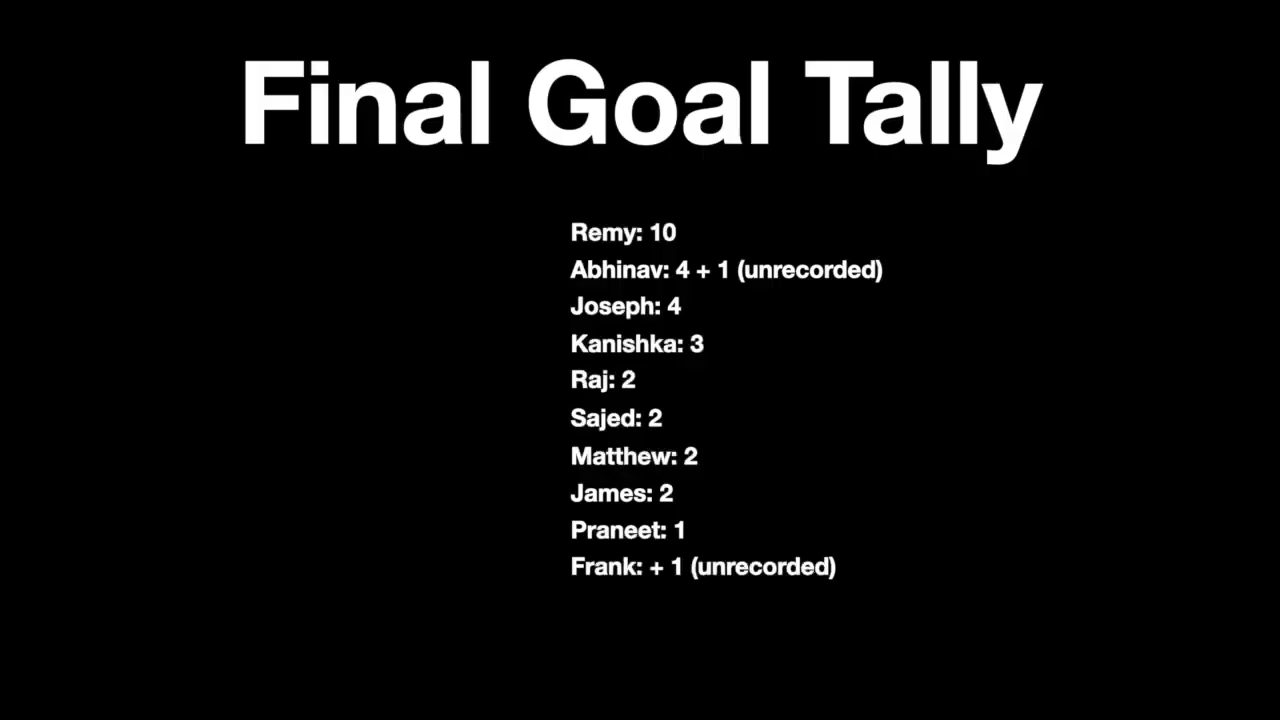 Final Goal Tally
Remy: 10
Abhinav: 4 + 1 (unrecorded)
Joseph: 4
Kanishka: 3
Raj: 2
Sajed: 2
Matthew: 2
James: 2
Praneet: 1
Frank: + 1 (unrecorded)